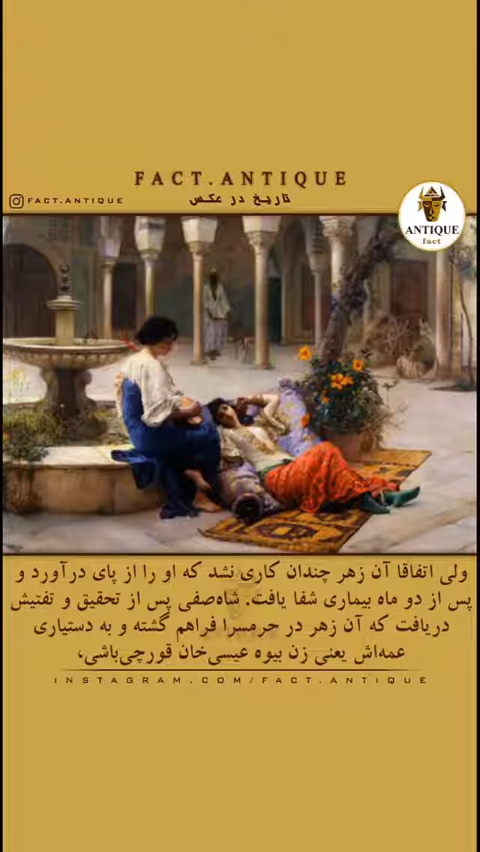 FACT.ANTIQUE
تاریخ در عکس
FACT.ANTIQUE
ANTIQUE
fact
ولی اتفاقا آن زهر چندان کاری نشد که او را از پای درآورد و
پس از دو ماه بیماری شفا یافت. شاه‌صفی پس از تحقیق و تفتیش
دریافت که آن زهر در حرمسرا فراهم گشته و به دستیاری
عمه‌اش یعنی زن بیوه عیسی‌خان قورچی‌باشی،
INSTAGRAM.COM/FACT.ANTIQUE